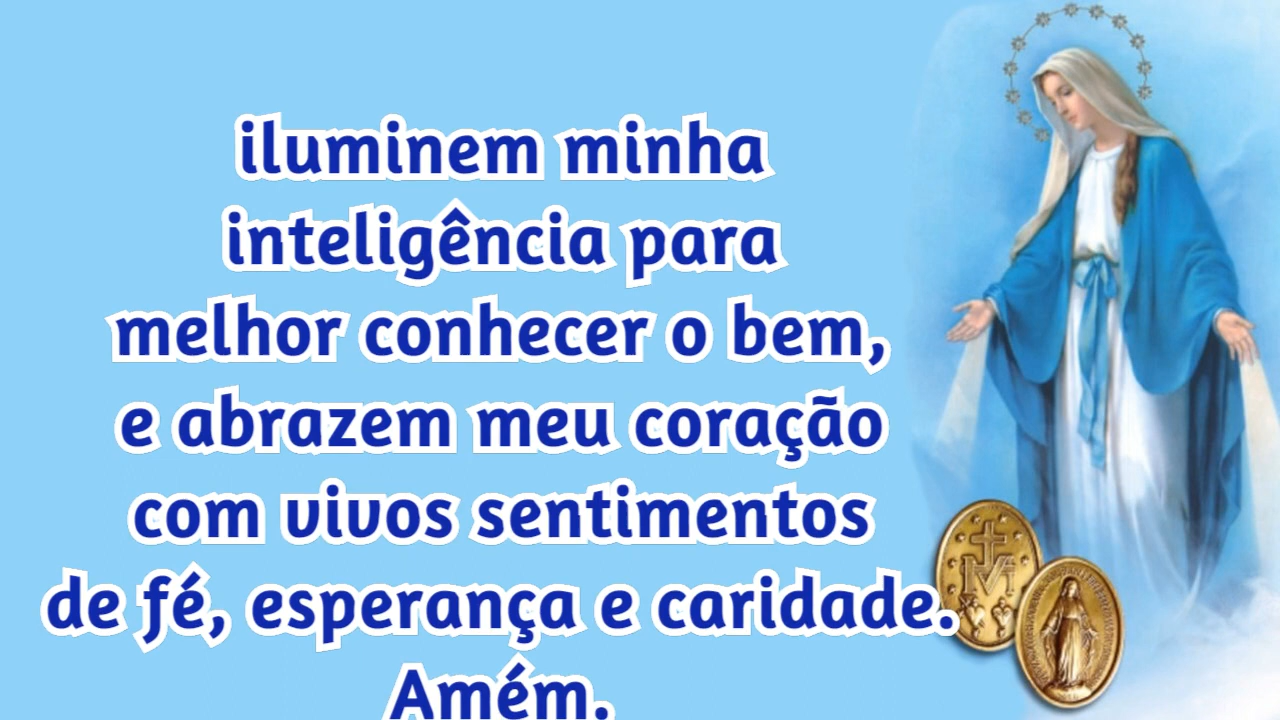 iluminem minha
inteligência para
melhor conhecer o bem,
e abrazem meu coração
com vivos sentimentos
de fé, esperança e caridade.
Amém.